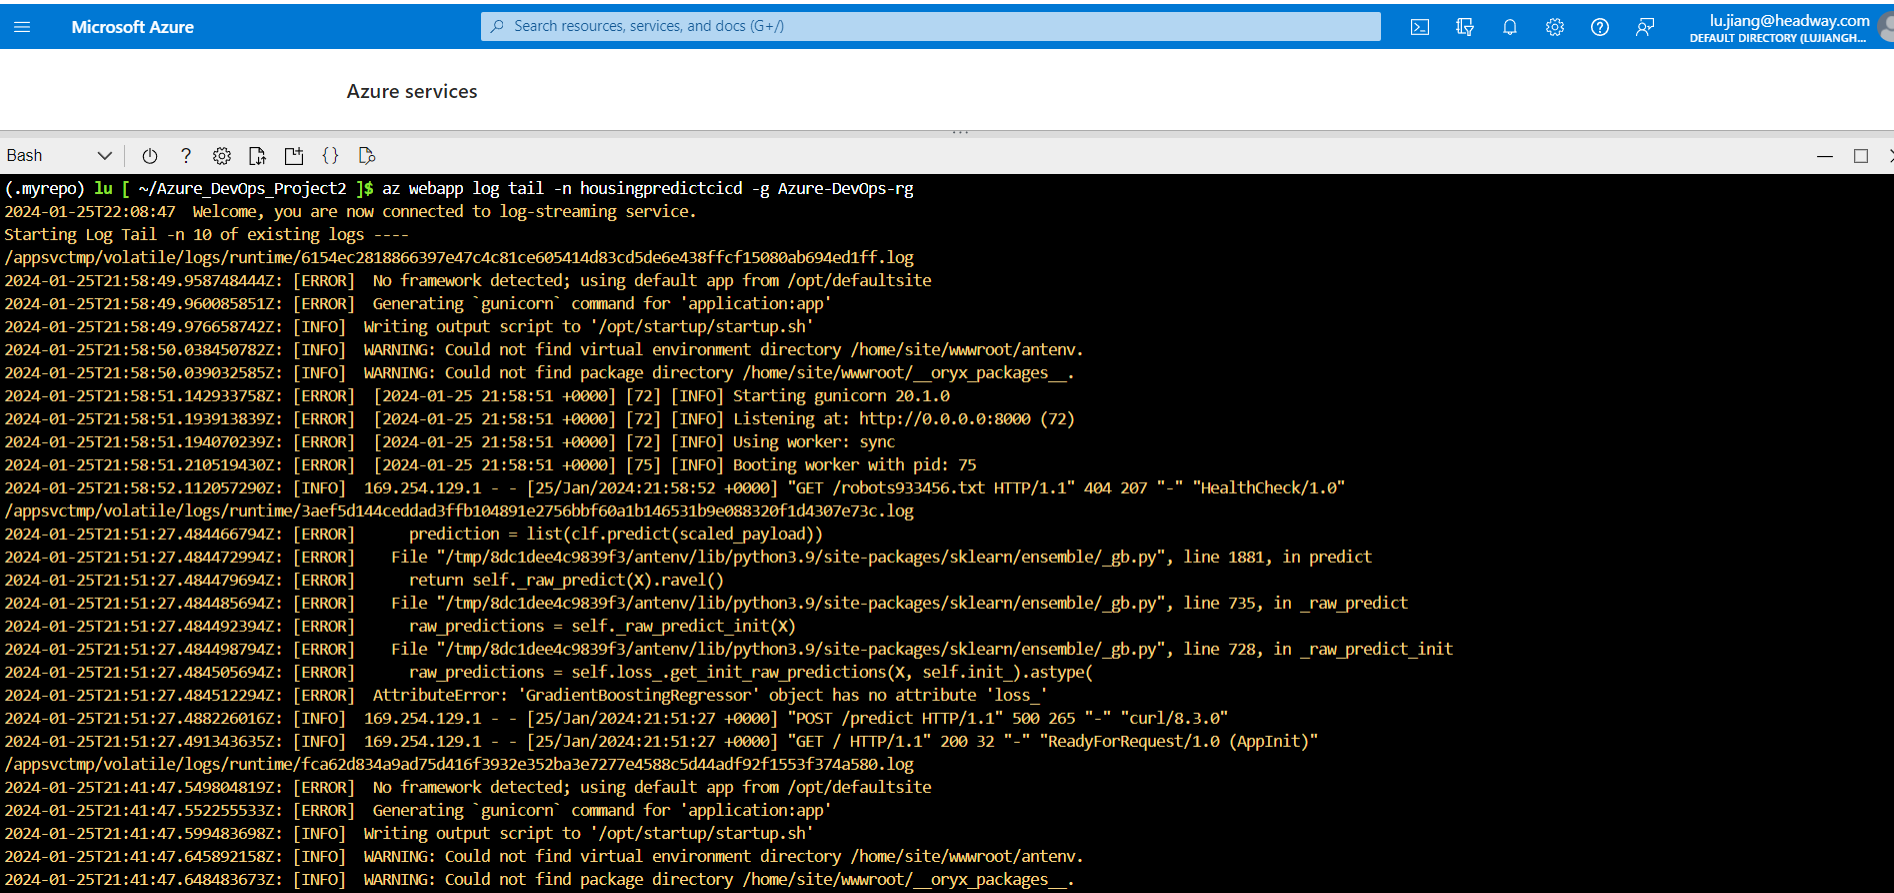 Microsoft Azure
Search resources, services, and docs (G+/)
lu.jiang@headway.com
DEFAULT DIRECTORY (LUJIANGH...
Azure services
Bash
(.myrepo) lu [ ~/Azure_DevOps_Project2 ]$ az webapp log tail -n housingpredictcicd -g Azure-DevOps-rg
2024-01-25T22:08:47  Welcome, you are now connected to log-streaming service.
Starting Log Tail -n 10 of existing logs ----
/appsvctmp/volatile/logs/runtime/6154ec2818866397e47c4c81ce605414d83cd5de6e438ffcf15080ab694ed1ff.log
2024-01-25T21:58:49.958748444Z: [ERROR]  No framework detected; using default app from /opt/defaultsite
2024-01-25T21:58:49.960085851Z: [ERROR]  Generating `gunicorn` command for 'application:app'
2024-01-25T21:58:49.976658742Z: [INFO]  Writing output script to '/opt/startup/startup.sh'
2024-01-25T21:58:50.038450782Z: [INFO]  WARNING: Could not find virtual environment directory /home/site/wwwroot/antenv.
2024-01-25T21:58:50.039032585Z: [INFO]  WARNING: Could not find package directory /home/site/wwwroot/__oryx_packages__.
2024-01-25T21:58:51.142933758Z: [ERROR]  [2024-01-25 21:58:51 +0000] [72] [INFO] Starting gunicorn 20.1.0
2024-01-25T21:58:51.193913839Z: [ERROR]  [2024-01-25 21:58:51 +0000] [72] [INFO] Listening at: http://0.0.0.0:8000 (72)
2024-01-25T21:58:51.194070239Z: [ERROR]  [2024-01-25 21:58:51 +0000] [72] [INFO] Using worker: sync
2024-01-25T21:58:51.210519430Z: [ERROR]  [2024-01-25 21:58:51 +0000] [75] [INFO] Booting worker with pid: 75
2024-01-25T21:58:52.112057290Z: [INFO]  169.254.129.1 - - [25/Jan/2024:21:58:52 +0000] "GET /robots933456.txt HTTP/1.1" 404 207 "-" "HealthCheck/1.0"
/appsvctmp/volatile/logs/runtime/3aef5d144ceddad3ffb104891e2756bbf60a1b146531b9e088320f1d4307e73c.log
2024-01-25T21:51:27.484466794Z: [ERROR]      prediction = list(clf.predict(scaled_payload))
2024-01-25T21:51:27.484472994Z: [ERROR]    File "/tmp/8dc1dee4c9839f3/antenv/lib/python3.9/site-packages/sklearn/ensemble/_gb.py", line 1881, in predict
2024-01-25T21:51:27.484479694Z: [ERROR]      return self._raw_predict(X).ravel()
2024-01-25T21:51:27.484485694Z: [ERROR]    File "/tmp/8dc1dee4c9839f3/antenv/lib/python3.9/site-packages/sklearn/ensemble/_gb.py", line 735, in _raw_predict
2024-01-25T21:51:27.484492394Z: [ERROR]      raw_predictions = self._raw_predict_init(X)
2024-01-25T21:51:27.484498794Z: [ERROR]    File "/tmp/8dc1dee4c9839f3/antenv/lib/python3.9/site-packages/sklearn/ensemble/_gb.py", line 728, in _raw_predict_init
2024-01-25T21:51:27.484505694Z: [ERROR]      raw_predictions = self.loss_.get_init_raw_predictions(X, self.init_).astype(
2024-01-25T21:51:27.484512294Z: [ERROR]  AttributeError: 'GradientBoostingRegressor' object has no attribute 'loss_'
2024-01-25T21:51:27.488226016Z: [INFO]  169.254.129.1 - - [25/Jan/2024:21:51:27 +0000] "POST /predict HTTP/1.1" 500 265 "-" "curl/8.3.0"
2024-01-25T21:51:27.491343635Z: [INFO]  169.254.129.1 - - [25/Jan/2024:21:51:27 +0000] "GET / HTTP/1.1" 200 32 "-" "ReadyForRequest/1.0 (AppInit)"
/appsvctmp/volatile/logs/runtime/fca62d834a9ad75d416f3932e352ba3e7277e4588c5d44adf92f1553f374a580.log
2024-01-25T21:41:47.549804819Z: [ERROR]  No framework detected; using default app from /opt/defaultsite
2024-01-25T21:41:47.552255533Z: [ERROR]  Generating `gunicorn` command for 'application:app'
2024-01-25T21:41:47.599483698Z: [INFO]  Writing output script to '/opt/startup/startup.sh'
2024-01-25T21:41:47.645892158Z: [INFO]  WARNING: Could not find virtual environment directory /home/site/wwwroot/antenv.
2024-01-25T21:41:47.648483673Z: [INFO]  WARNING: Could not find package directory /home/site/wwwroot/__oryx_packages__.